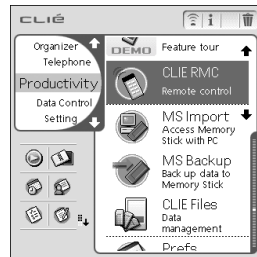 CLIÉ
i
Organizer
Telephone
Productivity
Data Control
Setting
DEMO
Feature tour
CLIE RMC
Remote control
MS Import
Access Memory
Stick with PC
MS Backup
Back up data to
Memory Stick
CLIE Files
Data
management
Prefs